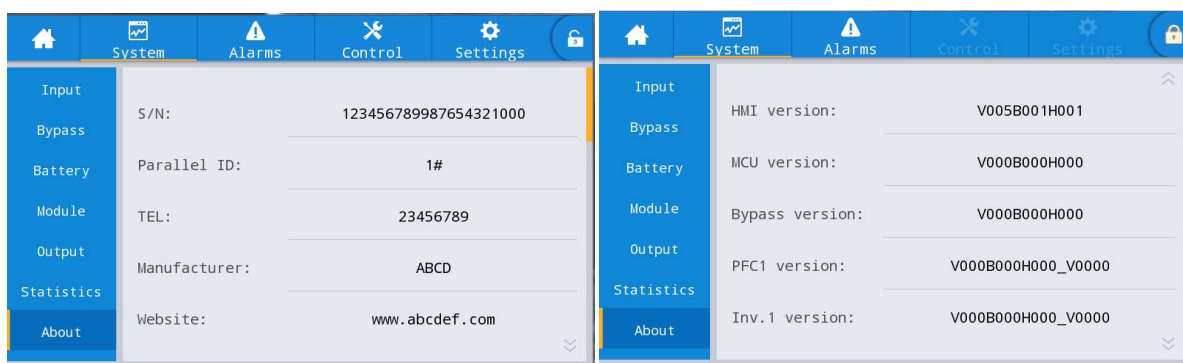 System Alarms Control Settings
Input
Bypass
Battery
Module
Output
Statistics
About
S/N: 123456789987654321000
Parallel ID: 1#
TEL: 23456789
Manufacturer: ABCD
Website: www.abcdef.com
System Alarms Control Settings
Input
Bypass
Battery
Module
Output
Statistics
About
HMI version: V005B001H001
MCU version: V000B000H000
Bypass version: V000B000H000
PFC1 version: V000B000H000_V0000
Inv.1 version: V000B000H000_V0000